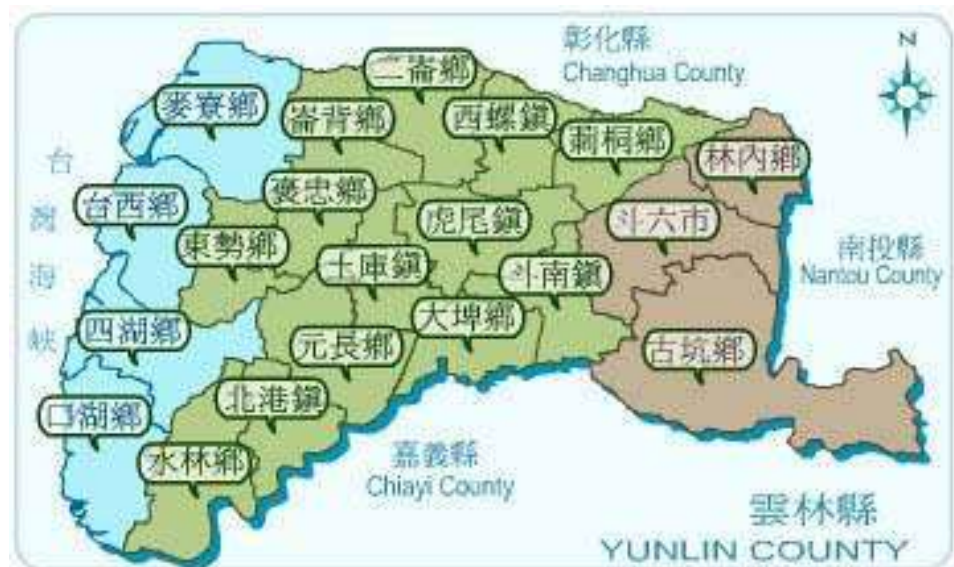 彰化縣
Changhua County
N
二崙鄉
麥寮鄉
崙背鄉
西螺鎮
莿桐鄉
林內鄉
台灣海峽
台西鄉
褒忠鄉
虎尾鎮
斗六市
東勢鄉
土庫鎮
斗南鎮
南投縣
Nantou County
四湖鄉
元長鄉
大埤鄉
古坑鄉
口湖鄉
北港鎮
水林鄉
嘉義縣
Chiayi County
雲林縣
YUNLIN COUNTY